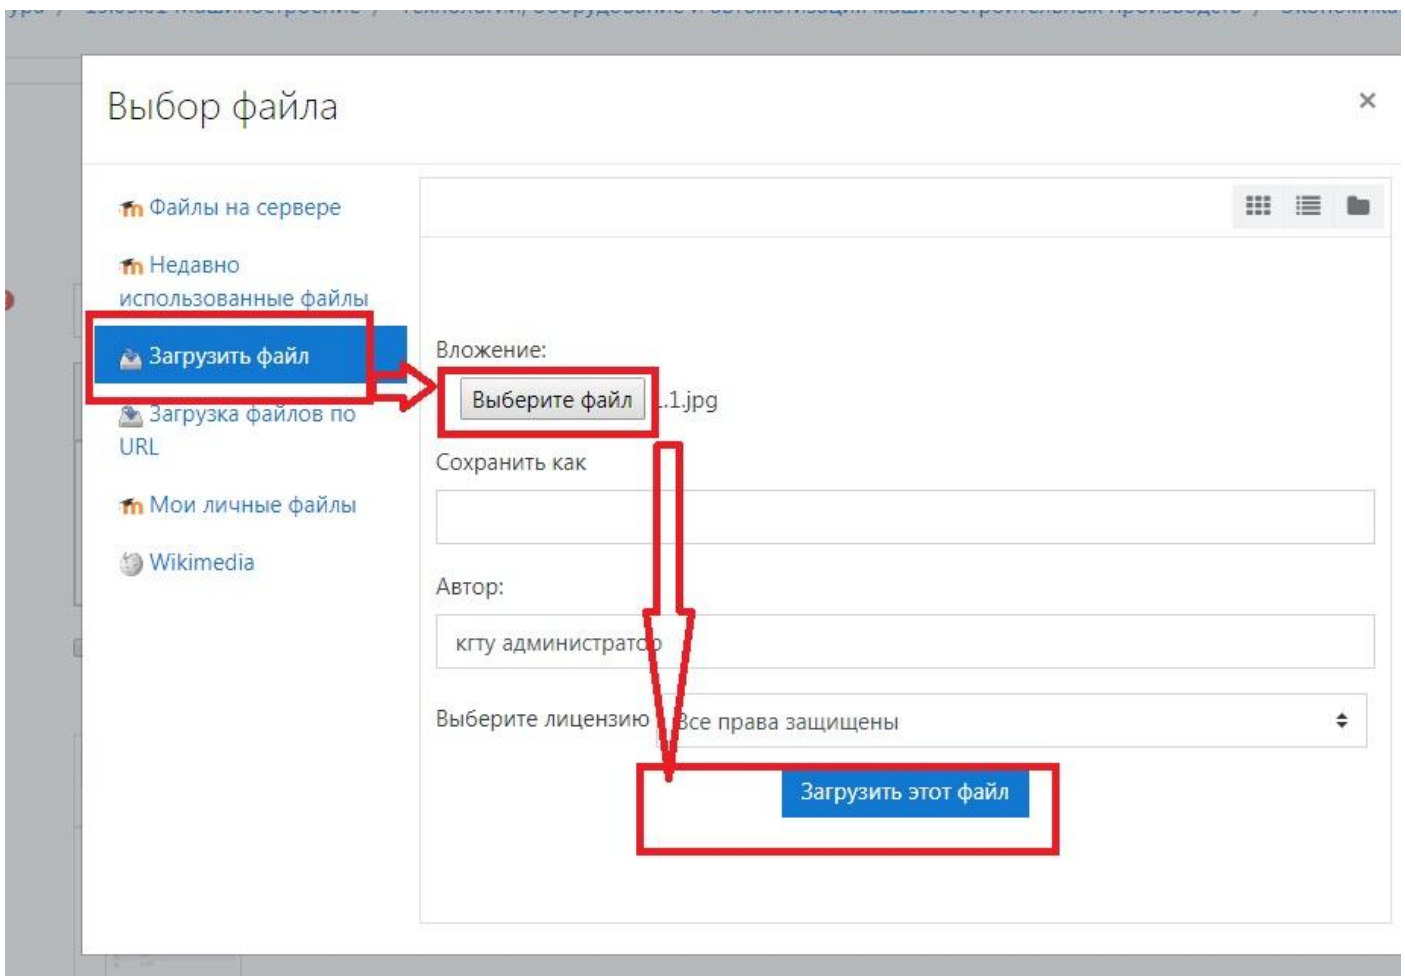 Выбор файла
×
Файлы на сервере
Недавно
использованные файлы
Загрузить файл
Загрузка файлов по
URL
Мои личные файлы
Wikimedia
Вложение:
Выберите файл .1.jpg
Сохранить как
Автор:
кгту администратор
Выберите лицензию Все права защищены
Загрузить этот файл